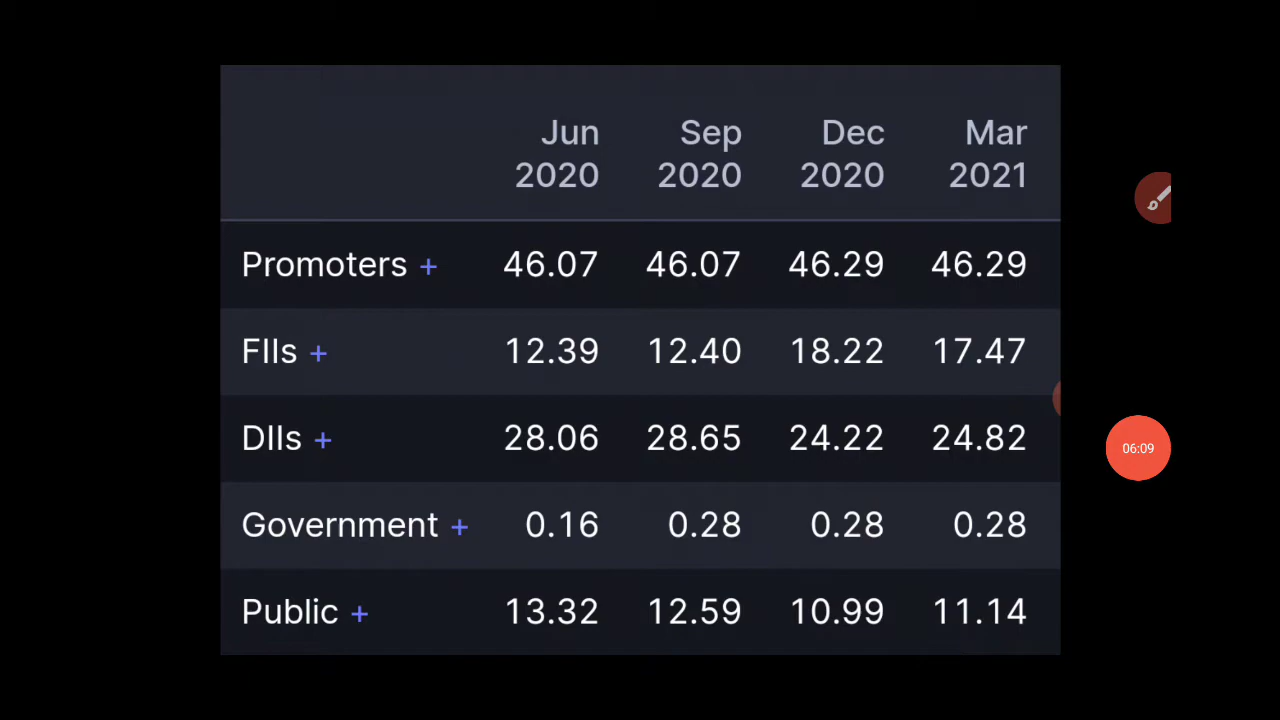 Jun Sep Dec Mar
2020 2020 2020 2021
Promoters + 46.07 46.07 46.29 46.29
FIIs + 12.39 12.40 18.22 17.47
DIIs + 28.06 28.65 24.22 24.82
Government + 0.16 0.28 0.28 0.28
Public + 13.32 12.59 10.99 11.14
06:09